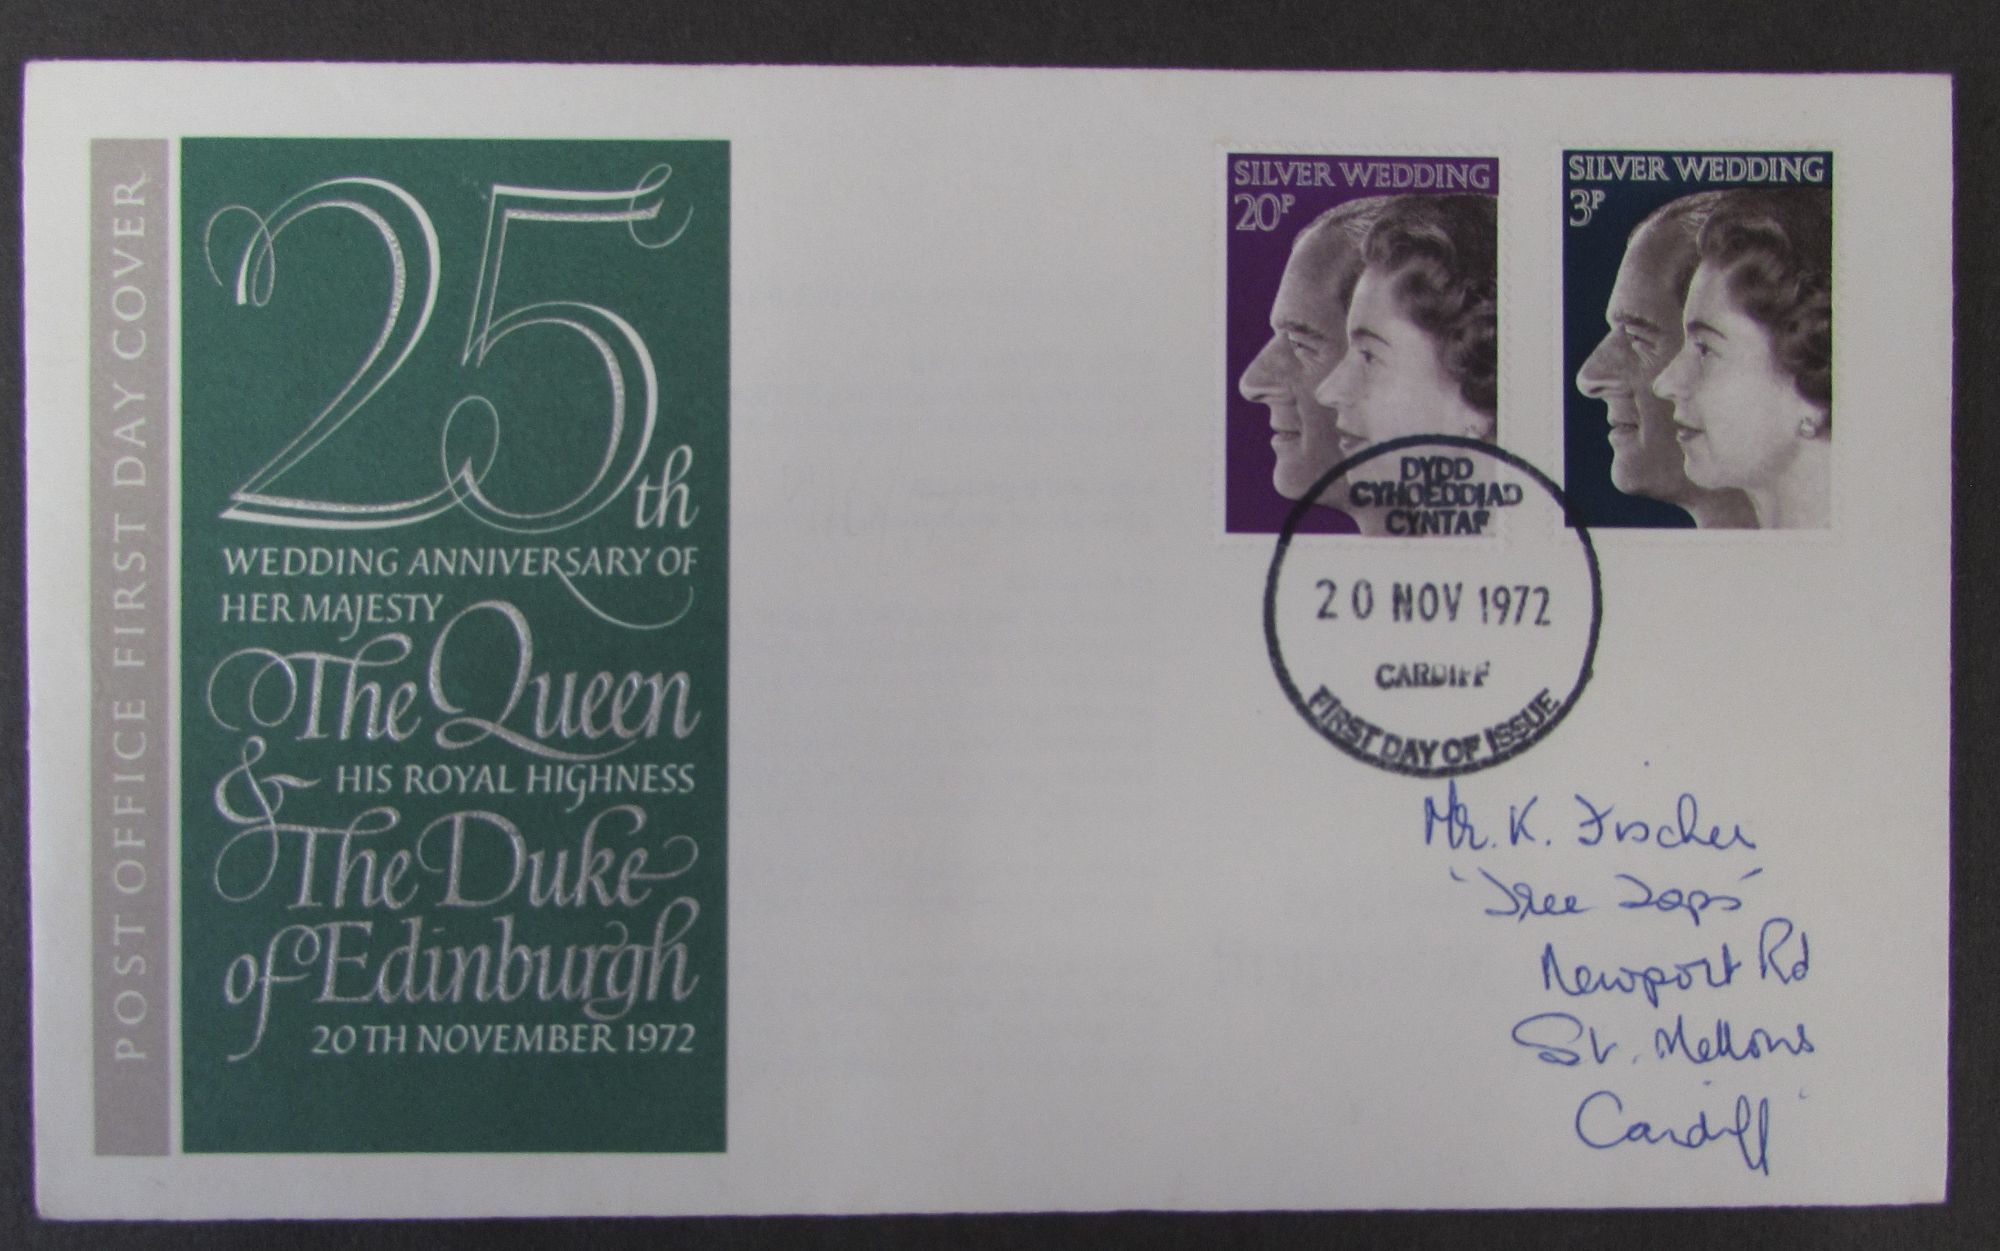 POST OFFICE FIRST DAY COVER
25th
WEDDING ANNIVERSARY OF
HER MAJESTY
The Queen
& HIS ROYAL HIGHNESS
The Duke
of Edinburgh
20TH NOVEMBER 1972
SILVER WEDDING
20P
SILVER WEDDING
3P
DYDD
CYHOEDDIAD
CYNTAF
20 NOV 1972
CARDIFF
FIRST DAY OF ISSUE
Mr. K. Fischer
'Tree Tops'
Newport Rd
St. Mellons
Cardiff